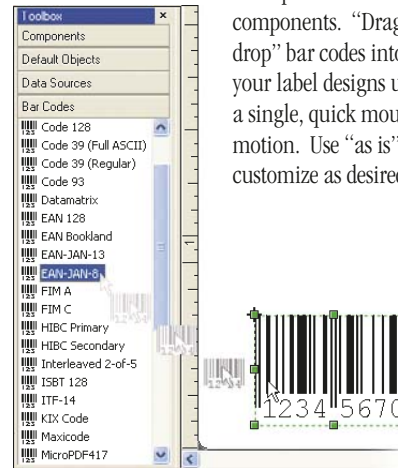 Toolbox
Components
Default Objects
Data Sources
Bar Codes
Code 128
Code 39 (Full ASCII)
Code 39 (Regular)
Code 93
Datamatrix
EAN 128
EAN Bookland
EAN-JAN-13
EAN-JAN-8
FIM A
FIM C
HIBC Primary
HIBC Secondary
Interleaved 2-of-5
ISBT 128
ITF-14
KIX Code
Maxicode
MicroPDF417
components. “Drag
drop” bar codes into
your label designs u
a single, quick mou
motion. Use “as is”
customize as desired
1234 5670